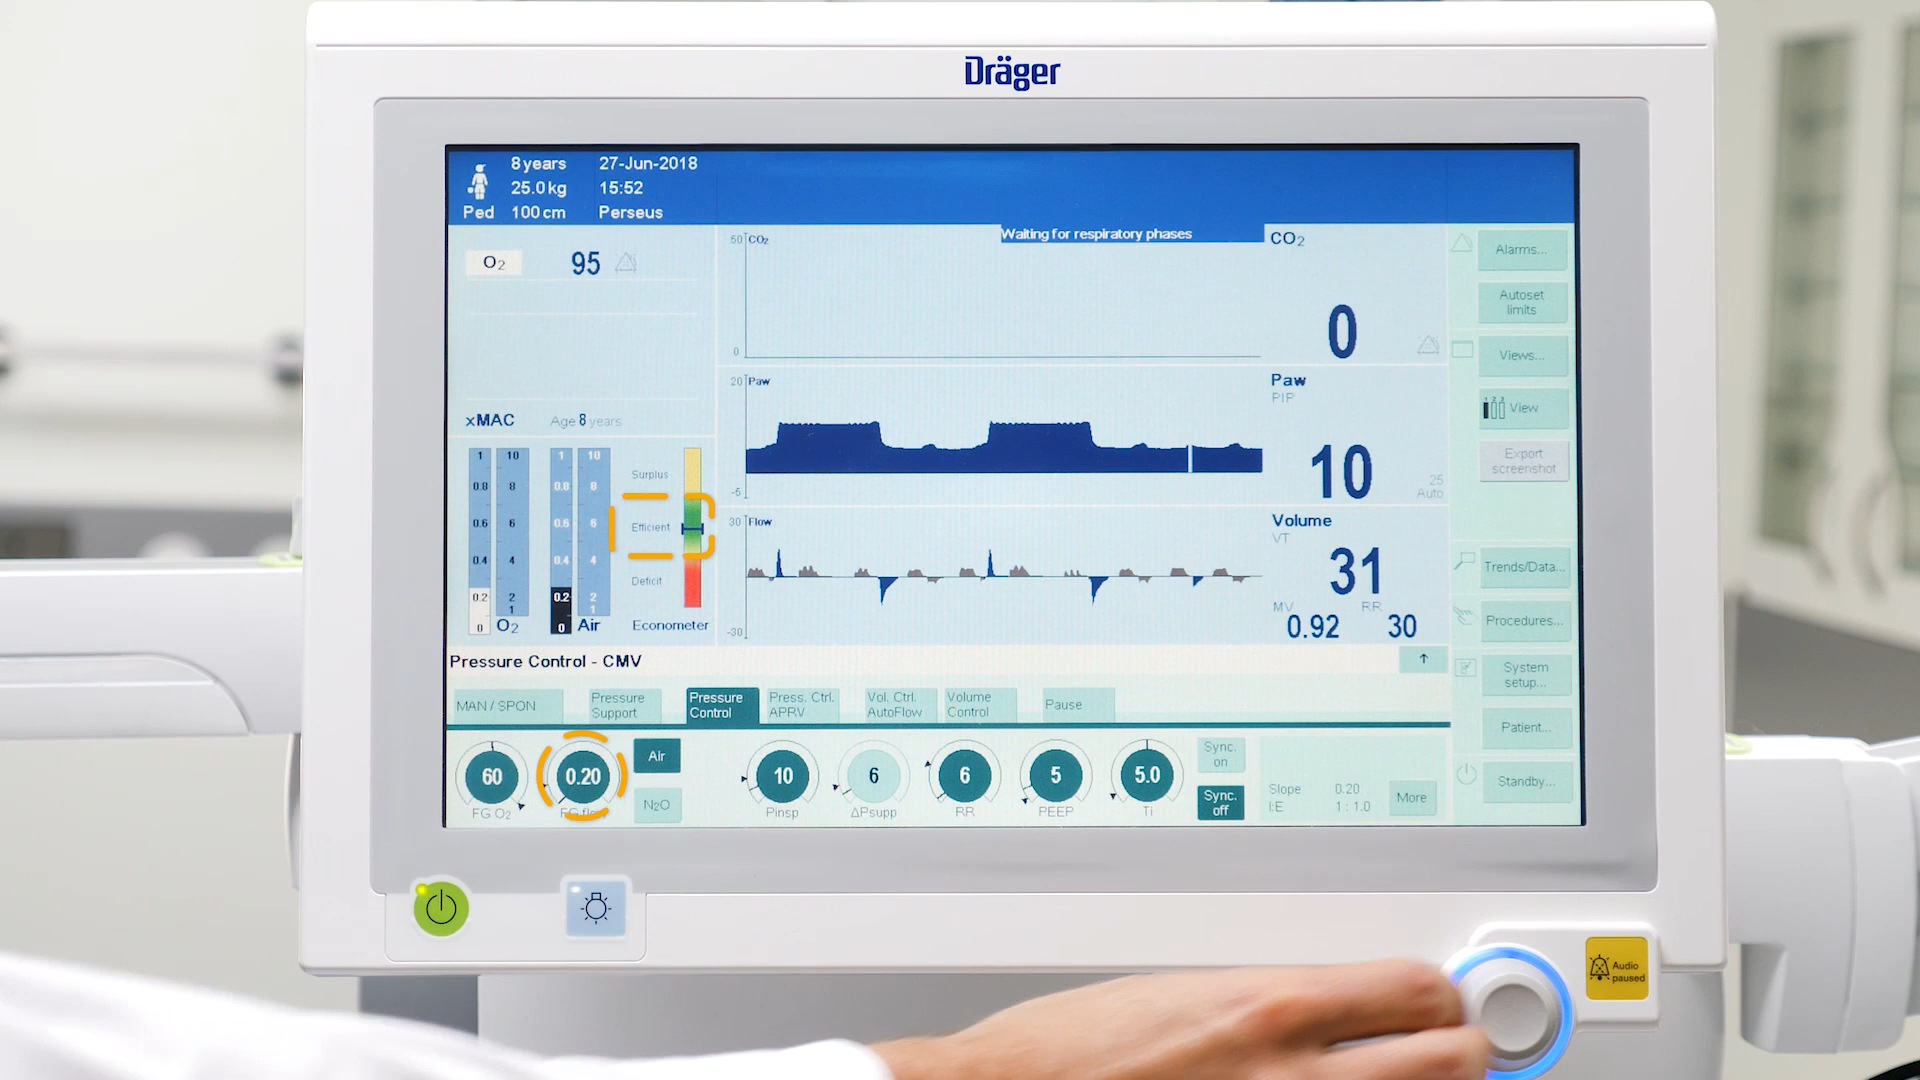 Dräger
8 years
27-Jun-2018
25.0 kg
15:52
Ped
100 cm
Perseus
O₂
95
xMAC
Age 8 years
1
10
1
10
0.8
8
0.8
8
0.6
6
0.6
6
0.4
4
0.4
4
0.2
2
0.2
2
1
1
0
O₂
0
Air
Surplus
Efficient
Deficit
Econometer
50
CO₂
Waiting for respiratory phases
0
20
Paw
-5
30
Flow
-30
CO₂
0
Paw
PIP
10
25
Auto
Volume
VT
31
MV
RR
0.92
30
Alarms...
Autoset
limits
Views...
1 2 3
View
Export
screenshot
Trends/Data...
Procedures...
System
setup...
Patient...
Standby...
Pressure Control - CMV
MAN / SPON
Pressure
Support
Pressure
Control
Press. Ctrl.
APRV
Vol. Ctrl.
AutoFlow
Volume
Control
Pause
60
FG O₂
0.20
Air
N₂O
10
Pinsp
6
ΔPsupp
6
RR
5
PEEP
5.0
Ti
Sync.
on
Sync.
off
Slope
0.20
I:E
1 : 1.0
More
Audio
paused